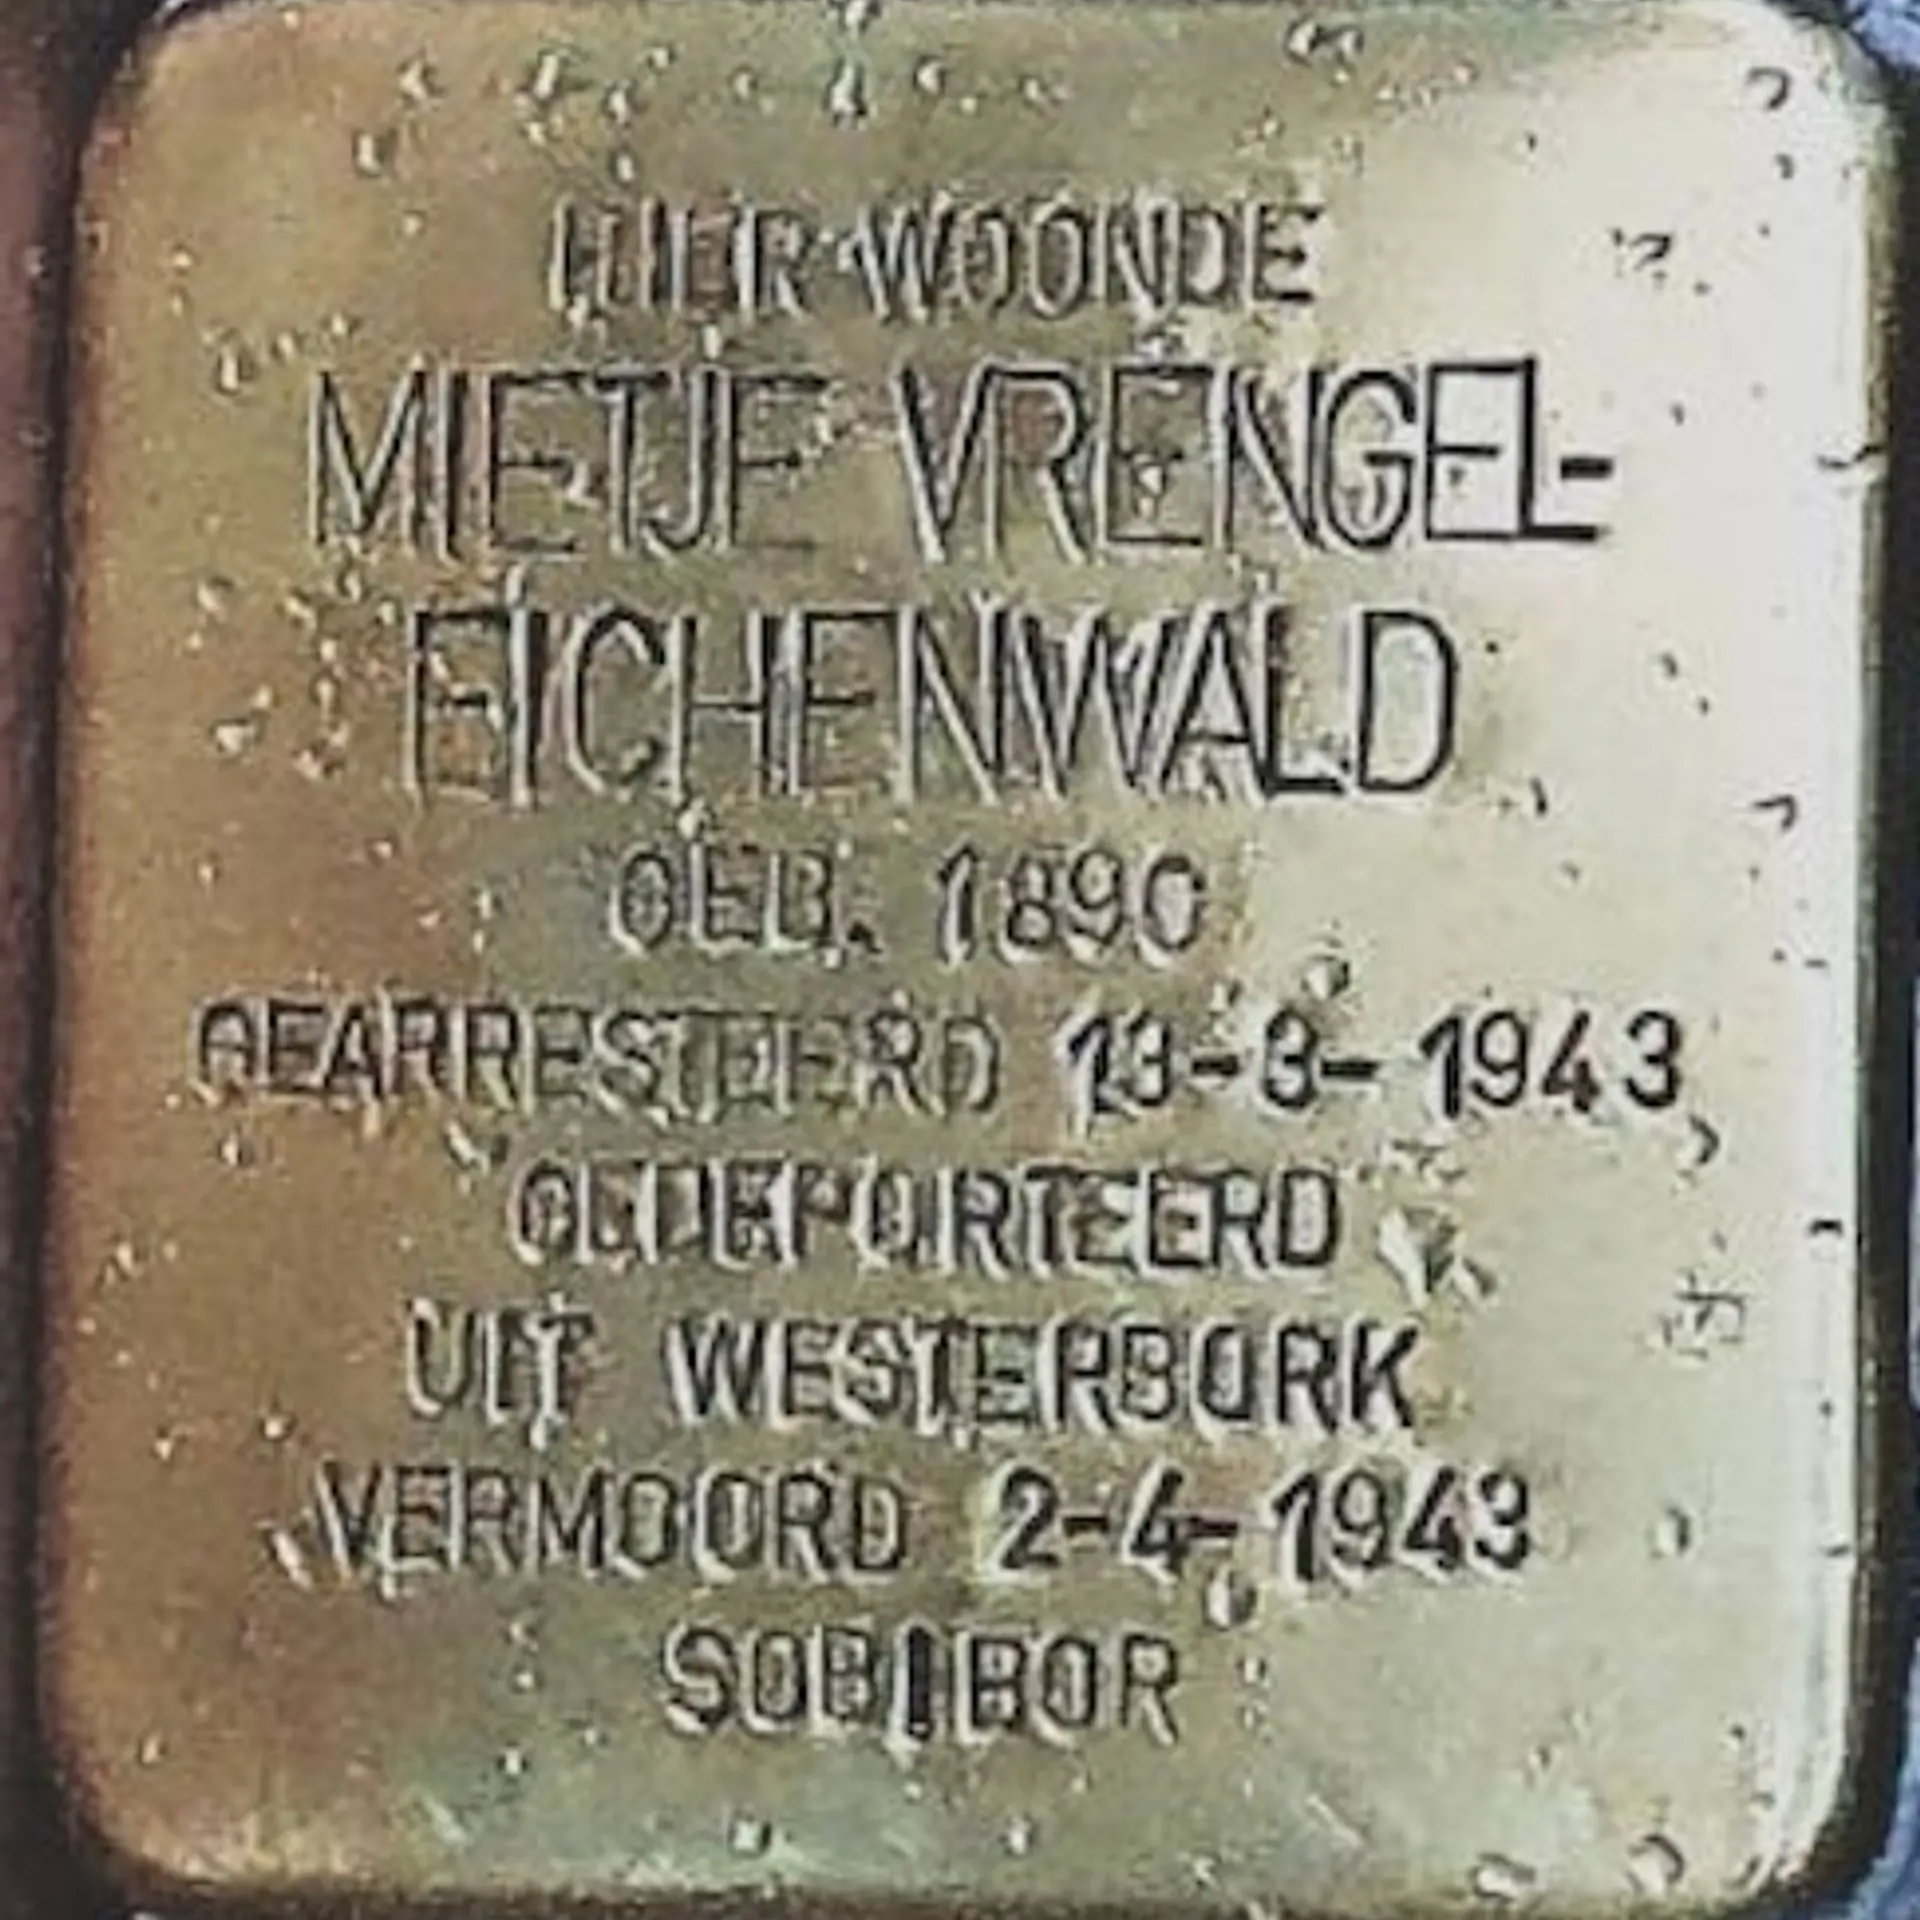 HIER WOONDE
MIETJE VRENGEL-
EICHENWALD
GEB. 1890
GEARRESTEERD 13-3-1943
GEDEPORTEERD
UIT WESTERBORK
VERMOORD 2-4-1943
SOBIBOR